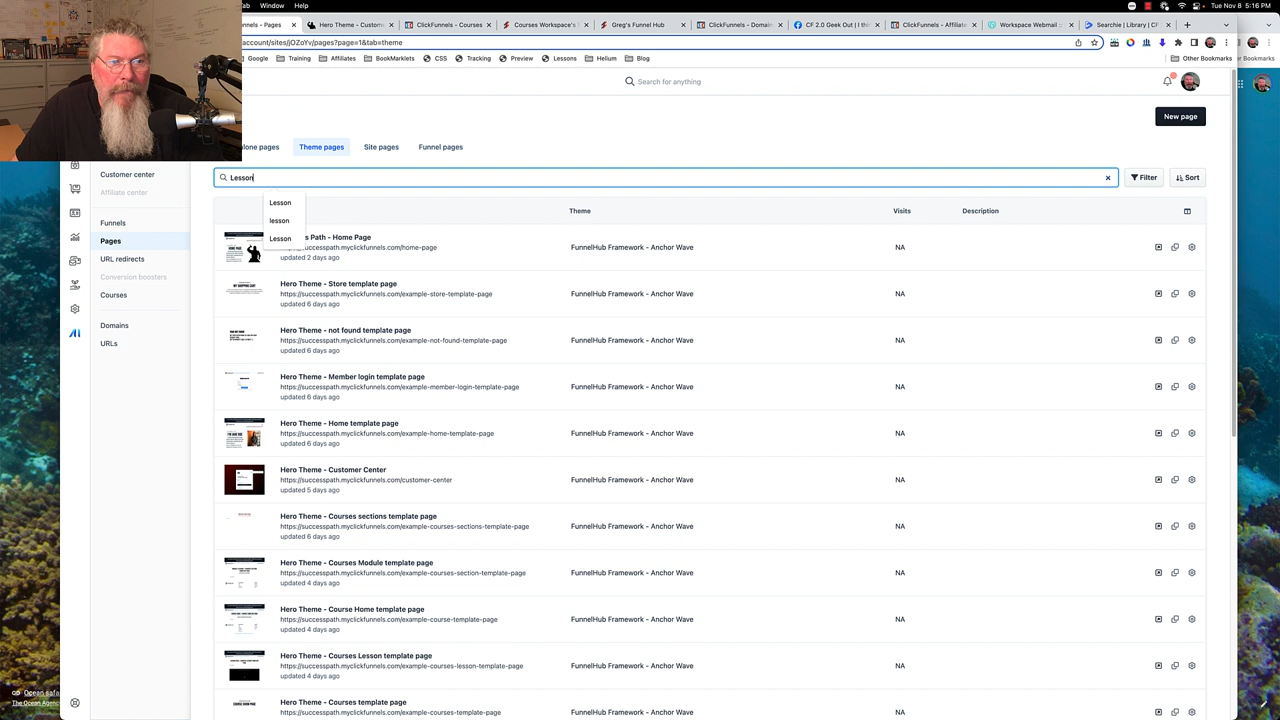 Tab Window Help
Tue Nov 8 5:16 PM
unnels - Pages
Hero Theme - Custome
ClickFunnels - Courses
Courses Workspace's
Greg's Funnel Hub
ClickFunnels - Domain
CF 2.0 Geek Out | I thi
ClickFunnels - Affiliate
Workspace Webmail ::
Searchie | Library | CF
account/sites/jOZoYv/pages?page=1&tab=theme
Google Training Affiliates BookMarklets CSS Tracking Preview Lessons Helium Blog
Other Bookmarks
r Bookmarks
Search for anything
New page
alone pages Theme pages Site pages Funnel pages
Lesson
Filter
Sort
Lesson
lesson
Lesson
Customer center
Affiliate center
Funnels
Pages
URL redirects
Conversion boosters
Courses
Domains
URLs
Theme Visits Description
s Path - Home Page
successpath.myclickfunnels.com/home-page
updated 2 days ago
FunnelHub Framework - Anchor Wave NA
Hero Theme - Store template page
https://successpath.myclickfunnels.com/example-store-template-page
updated 6 days ago
FunnelHub Framework - Anchor Wave NA
Hero Theme - not found template page
https://successpath.myclickfunnels.com/example-not-found-template-page
updated 6 days ago
FunnelHub Framework - Anchor Wave NA
Hero Theme - Member login template page
https://successpath.myclickfunnels.com/example-member-login-template-page
updated 6 days ago
FunnelHub Framework - Anchor Wave NA
Hero Theme - Home template page
https://successpath.myclickfunnels.com/example-home-template-page
updated 6 days ago
FunnelHub Framework - Anchor Wave NA
Hero Theme - Customer Center
https://successpath.myclickfunnels.com/customer-center
updated 5 days ago
FunnelHub Framework - Anchor Wave NA
Hero Theme - Courses sections template page
https://successpath.myclickfunnels.com/example-courses-sections-template-page
updated 6 days ago
FunnelHub Framework - Anchor Wave NA
Hero Theme - Courses Module template page
https://successpath.myclickfunnels.com/example-courses-section-template-page
updated 4 days ago
FunnelHub Framework - Anchor Wave NA
Hero Theme - Course Home template page
https://successpath.myclickfunnels.com/example-course-template-page
updated 4 days ago
FunnelHub Framework - Anchor Wave NA
Hero Theme - Courses Lesson template page
https://successpath.myclickfunnels.com/example-courses-lesson-template-page
updated 4 days ago
FunnelHub Framework - Anchor Wave NA
Hero Theme - Courses template page
https://successpath.myclickfunnels.com/example-courses-template-page
FunnelHub Framework - Anchor Wave NA
Ocean safa
The Ocean Agenc